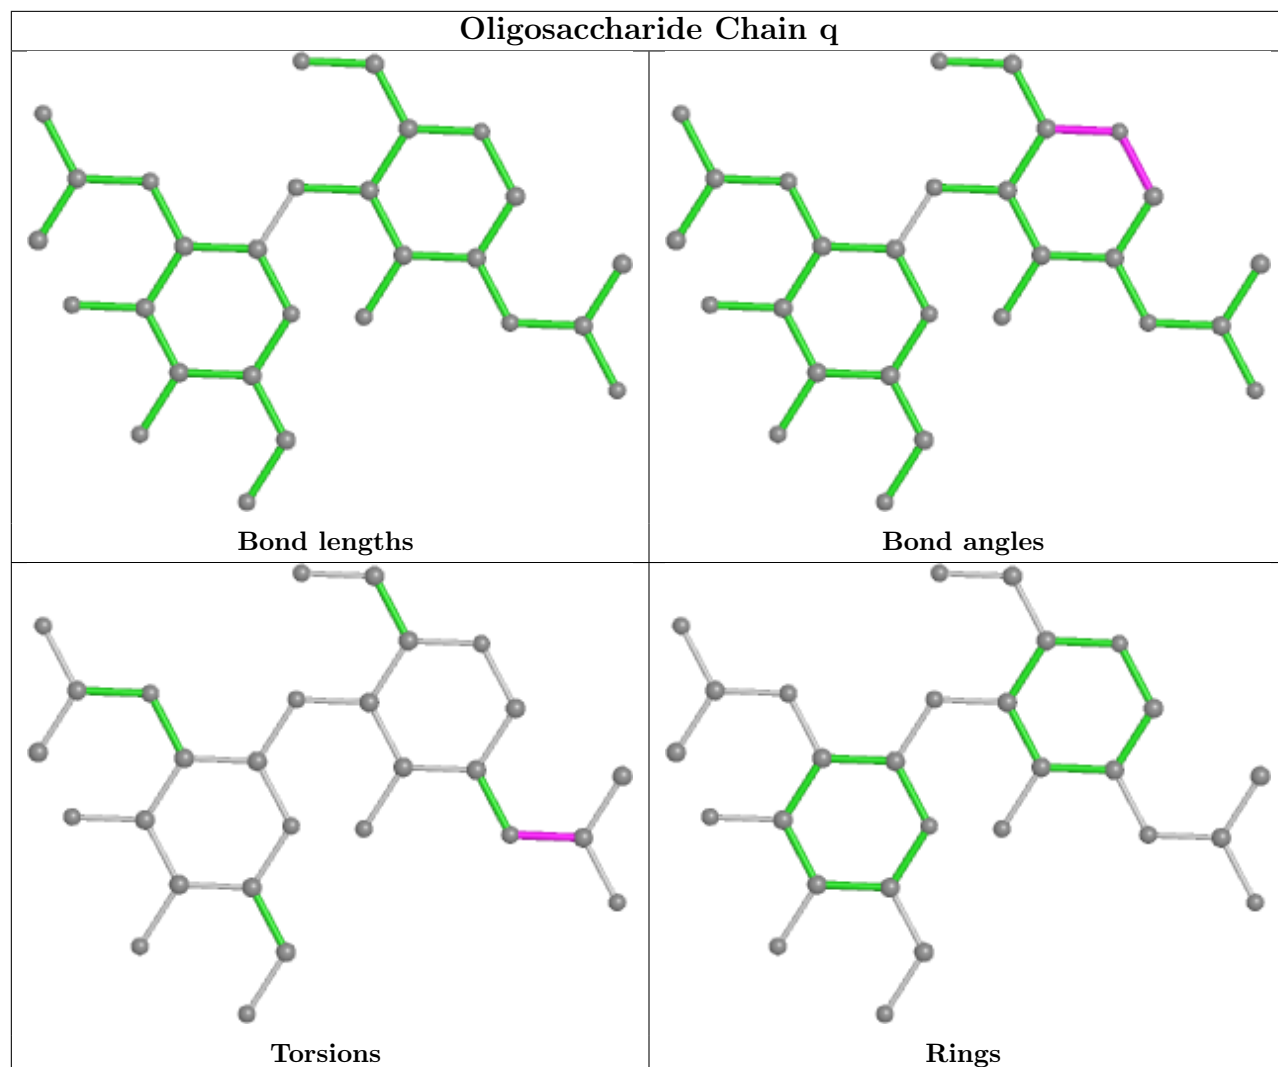 Oligosaccharide Chain q
Bond lengths
Bond angles
Torsions
Rings